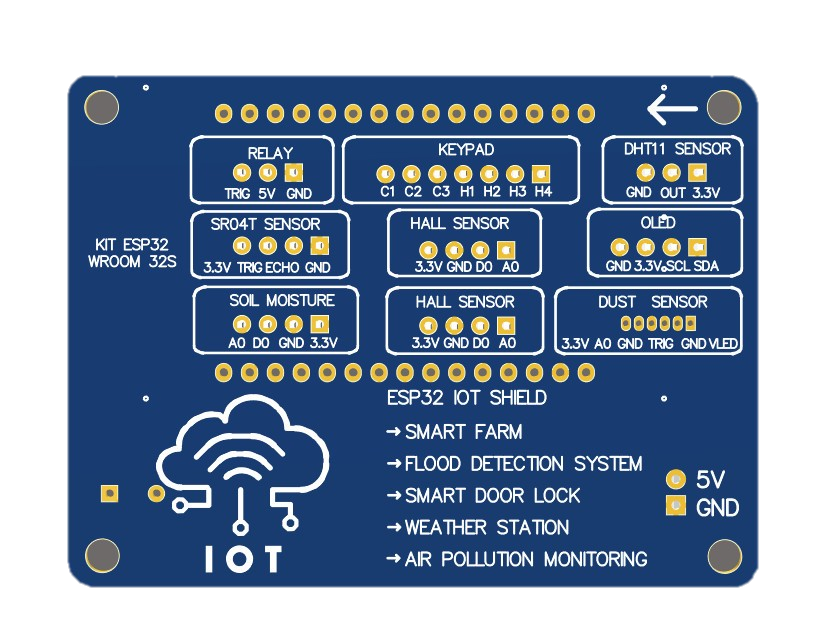 RELAY
TRIG 5V GND
KEYPAD
C1 C2 C3 H1 H2 H3 H4
DHT11 SENSOR
GND OUT 3.3V
KIT ESP32
WROOM 32S
SR04T SENSOR
3.3V TRIG ECHO GND
HALL SENSOR
3.3V GND D0 A0
OLED
GND 3.3V SCL SDA
SOIL MOISTURE
A0 D0 GND 3.3V
HALL SENSOR
3.3V GND D0 A0
DUST SENSOR
3.3V A0 GND TRIG GND VLED
ESP32 IOT SHIELD
→ SMART FARM
→ FLOOD DETECTION SYSTEM
→ SMART DOOR LOCK
→ WEATHER STATION
→ AIR POLLUTION MONITORING
5V
GND
IOT